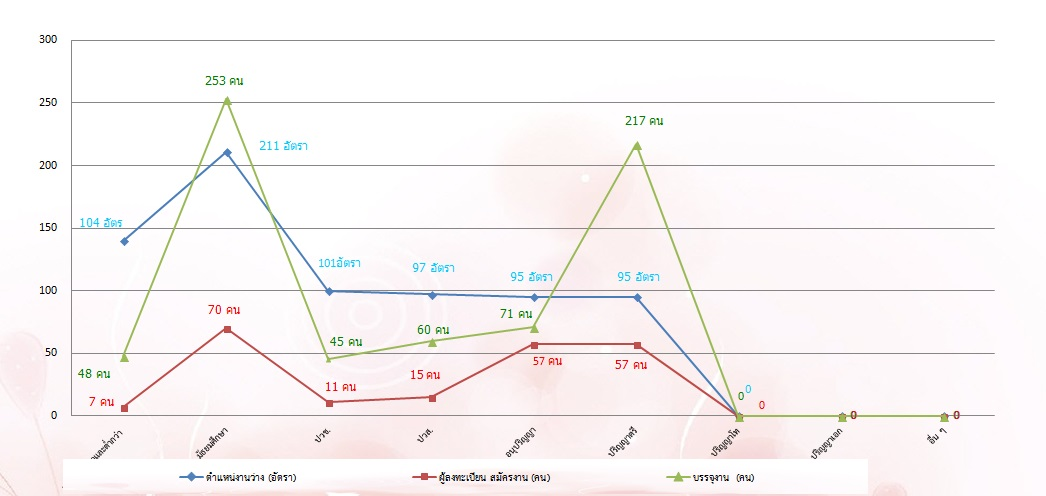 300
253 คน
250
217 คน
211 อัตรา
200
104 อัตร
150
101อัตรา
97 อัตรา
95 อัตรา
95 อัตรา
100
70 คน
71 คน
45 คน
60 คน
50
57 คน
57 คน
48 คน
15 คน
11 คน
7 คน
0
0
0
0
0
0
และต่ำกว่า
มัธยมศึกษา
ปวช.
ปวส.
อนุปริญญา
ปริญญาตรี
ปริญญาโท
ปริญญาเอก
อื่น ๆ
ตำแหน่งงานว่าง (อัตรา)
ผู้ลงทะเบียน สมัครงาน (คน)
บรรจุงาน (คน)